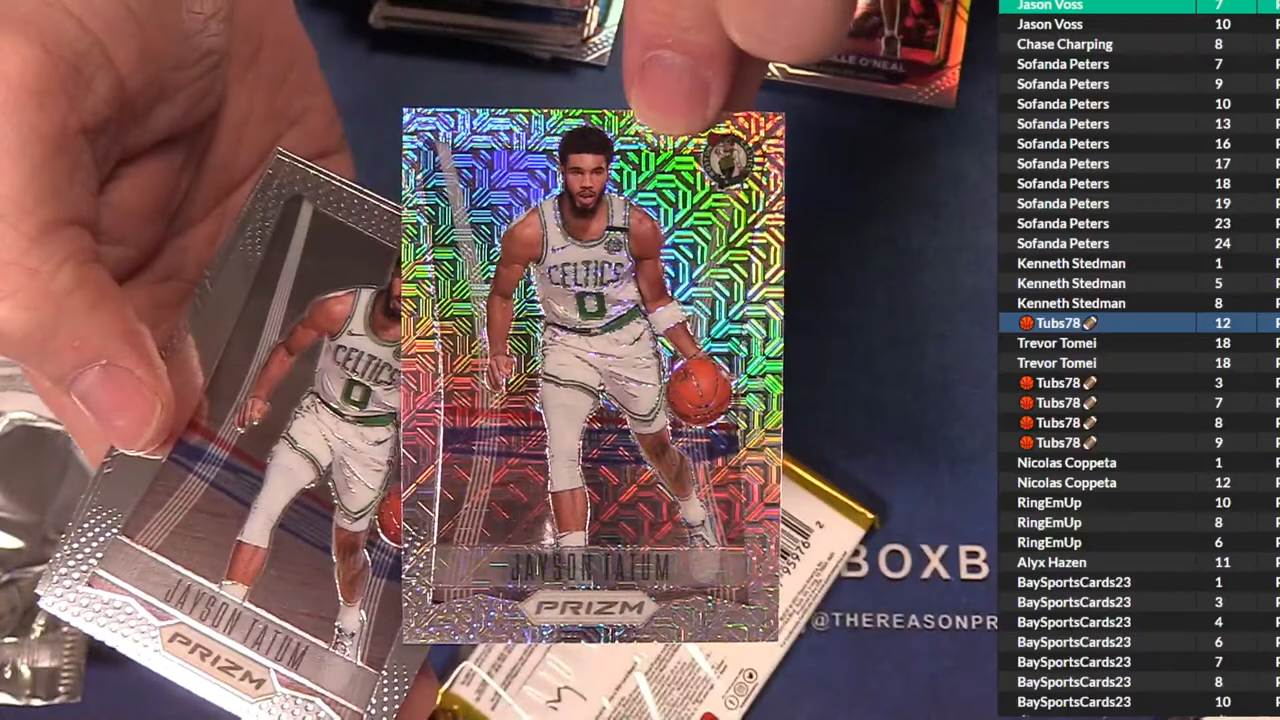 LLE O'NEAL
CELTICS
0
JAYSON TATUM
PRIZM
CELTICS
0
JAYSON TATUM
PRIZM
95976 2
BOXB
@THEREASONPR
Jason Voss 7
Jason Voss 10
Chase Charping 8
Sofanda Peters 7
Sofanda Peters 9
Sofanda Peters 10
Sofanda Peters 13
Sofanda Peters 16
Sofanda Peters 17
Sofanda Peters 18
Sofanda Peters 19
Sofanda Peters 23
Sofanda Peters 24
Kenneth Stedman 1
Kenneth Stedman 5
Kenneth Stedman 8
🏀 Tubs78 🏈 12
Trevor Tomei 18
Trevor Tomei 18
🏀 Tubs78 🏈 3
🏀 Tubs78 🏈 7
🏀 Tubs78 🏈 8
🏀 Tubs78 🏈 9
Nicolas Coppeta 1
Nicolas Coppeta 12
RingEmUp 10
RingEmUp 8
RingEmUp 6
Alyx Hazen 11
BaySportsCards23 1
BaySportsCards23 3
BaySportsCards23 4
BaySportsCards23 6
BaySportsCards23 7
BaySportsCards23 8
BaySportsCards23 10